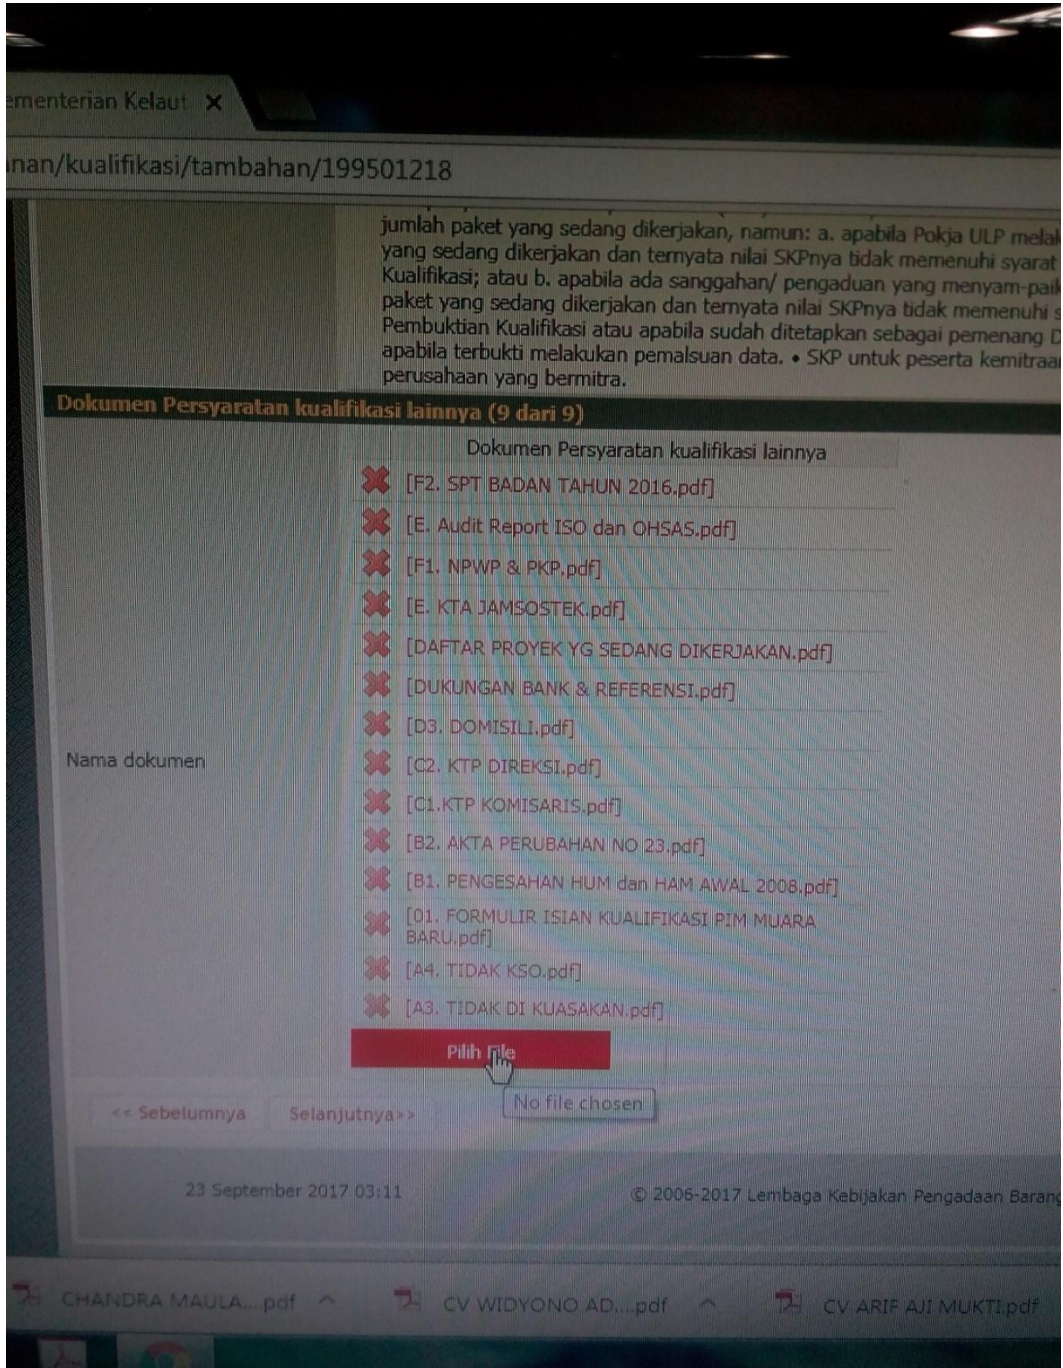 ementerian Kelaut
nan/kualifikasi/tambahan/199501218
jumlah paket yang sedang dikerjakan, namun: a. apabila Pokja ULP melak
yang sedang dikerjakan dan ternyata nilai SKPnya tidak memenuhi syarat
Kualifikasi; atau b. apabila ada sanggahan/ pengaduan yang menyam-paik
paket yang sedang dikerjakan dan ternyata nilai SKPnya tidak memenuhi s
Pembuktian Kualifikasi atau apabila sudah ditetapkan sebagai pemenang D
apabila terbukti melakukan pemalsuan data. • SKP untuk peserta kemitraan
perusahaan yang bermitra.
Dokumen Persyaratan kualifikasi lainnya (9 dari 9)
Dokumen Persyaratan kualifikasi lainnya
[F2. SPT BADAN TAHUN 2016.pdf]
[E. Audit Report ISO dan OHSAS.pdf]
[F1. NPWP & PKP.pdf]
[E. KTA JAMSOSTEK.pdf]
[DAFTAR PROYEK YG SEDANG DIKERJAKAN.pdf]
[DUKUNGAN BANK & REFERENSI.pdf]
[D3. DOMISILI.pdf]
Nama dokumen
[C2. KTP DIREKSI.pdf]
[C1.KTP KOMISARIS.pdf]
[B2. AKTA PERUBAHAN NO 23.pdf]
[B1. PENGESAHAN HUM dan HAM AWAL 2008.pdf]
[01. FORMULIR ISIAN KUALIFIKASI PIM MUARA
BARU.pdf]
[A4. TIDAK KSO.pdf]
[A3. TIDAK DI KUASAKAN.pdf]
Pilih File
No file chosen
<< Sebelumnya
Selanjutnya>>
23 September 2017 03:11
© 2006-2017 Lembaga Kebijakan Pengadaan Barang
CHANDRA MAULA....pdf
CV WIDYONO AD....pdf
CV ARIF AJI MUKTI.pdf